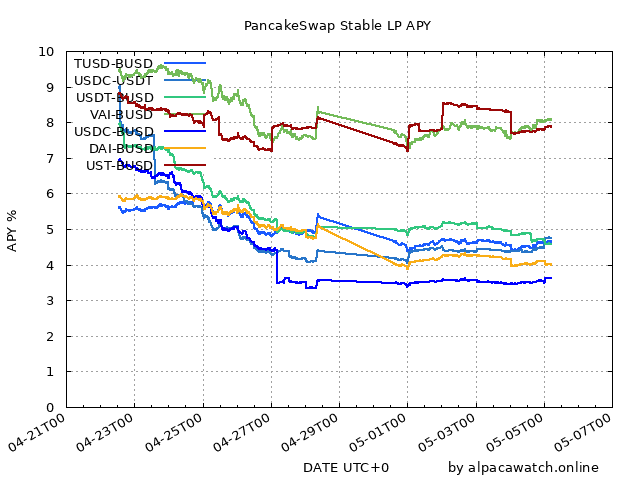 PancakeSwap Stable LP APY
10
9
8
7
6
5
4
3
2
1
0
APY %
TUSD-BUSD
USDC-USDT
USDT-BUSD
VAI-BUSD
USDC-BUSD
DAI-BUSD
UST-BUSD
04-21T00
04-23T00
04-25T00
04-27T00
04-29T00
05-01T00
05-03T00
05-05T00
05-07T00
DATE UTC+0
by alpacawatch.online